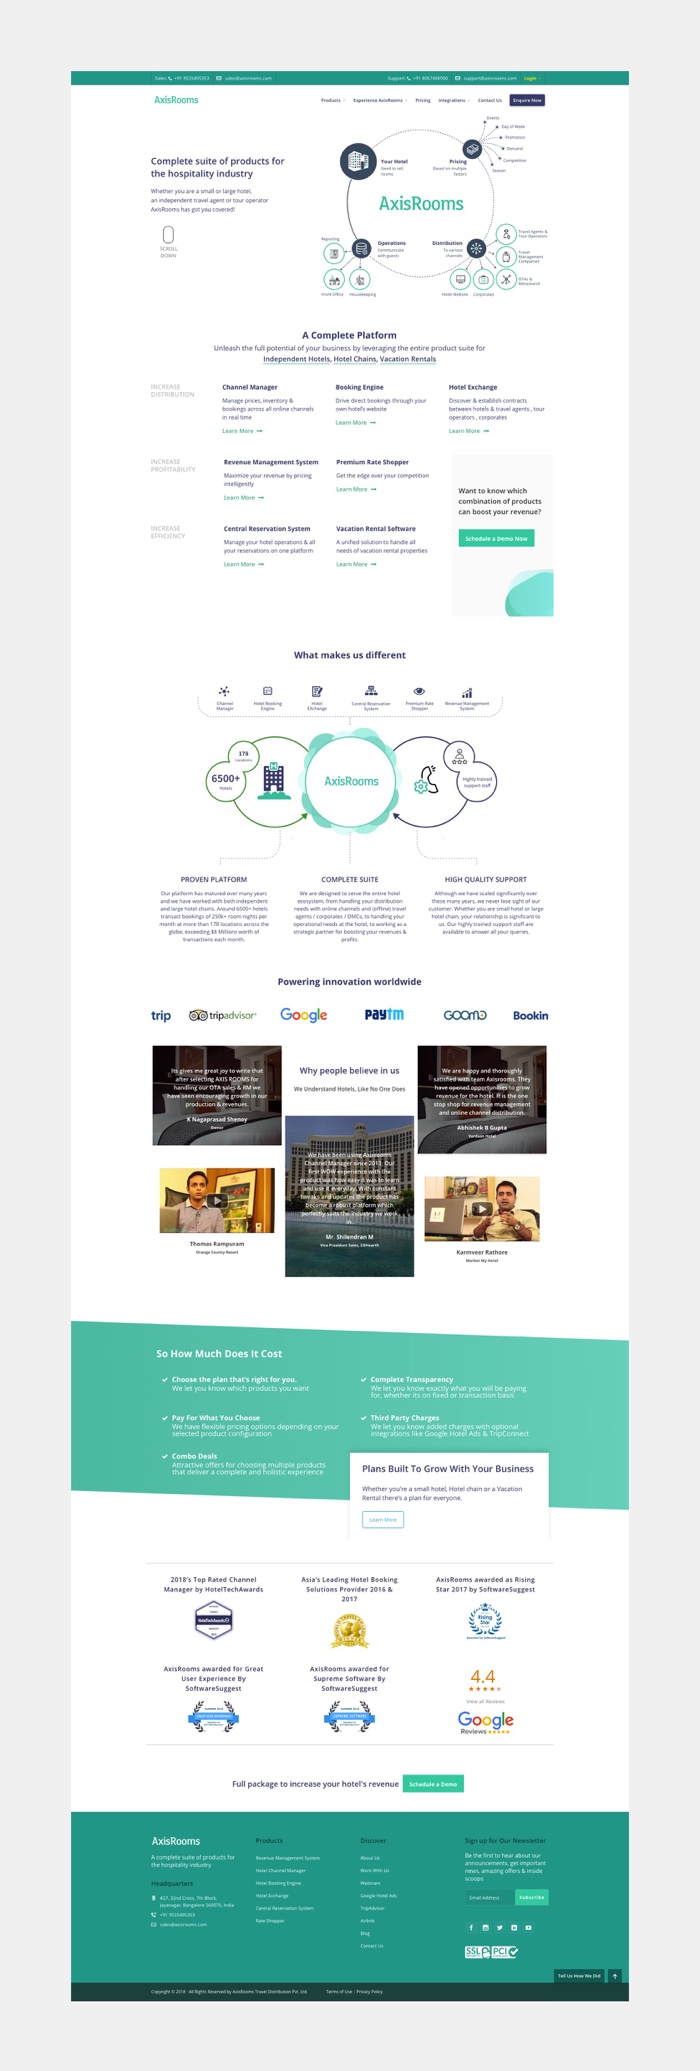 Sales: +91 9535495353 sales@axisrooms.com Support: +91 8067488900 support@axisrooms.com Login
AxisRooms Products Experience AxisRooms Pricing Integrations Contact Us Enquire Now
Events
Day of Week
Promotion
Demand
Competition
Season
Your Hotel
Need to sell
rooms
Pricing
Based on multiple
factors
Complete suite of products for
the hospitality industry
Whether you are a small or large hotel,
an independent travel agent or tour operator
AxisRooms has got you covered!
SCROLL
DOWN
AxisRooms
Reporting
Operations
Communicate
with guests
Distribution
To various
channels
Travel Agents &
Tour Operators
Travel
Management
Companies
OTAs &
Metasearch
Front Office Housekeeping Hotel Website Corporates
A Complete Platform
Unleash the full potential of your business by leveraging the entire product suite for
Independent Hotels, Hotel Chains, Vacation Rentals
INCREASE
DISTRIBUTION
Channel Manager
Manage prices, inventory &
bookings across all online channels
in real time
Learn More
Booking Engine
Drive direct bookings through your
own hotel's website
Learn More
Hotel Exchange
Discover & establish contracts
between hotels & travel agents , tour
operators , corporates
Learn More
INCREASE
PROFITABILITY
Revenue Management System
Maximize your revenue by pricing
intelligently
Learn More
Premium Rate Shopper
Get the edge over your competition
Learn More
Want to know which
combination of products
can boost your revenue?
Schedule a Demo Now
INCREASE
EFFICIENCY
Central Reservation System
Manage your hotel operations & all
your reservations on one platform
Learn More
Vacation Rental Software
A unified solution to handle all
needs of vacation rental properties
Learn More
What makes us different
Channel
Manager
Hotel Booking
Engine
Hotel
EXchange
Central Reservation
System
Premium Rate
Shopper
Revenue Management
System
178
Locations
6500+
Hotels
AxisRooms
Highly trained
support staff
PROVEN PLATFORM
Our platform has matured over many years
and we have worked with both independent
and large hotel chains. Around 6500+ hotels
transact bookings of 250k+ room nights per
month at more than 178 locations across the
globe, exceeding $8 Millions worth of
transactions each month.
COMPLETE SUITE
We are designed to serve the entire hotel
ecosystem, from handling your distribution
needs with online channels and (offline) travel
agents / corporates / DMCs, to handling your
operational needs at the hotel, to working as a
strategic partner for boosting your revenues &
profits.
HIGH QUALITY SUPPORT
Although we have scaled significantly over
these many years, we never lose sight of our
customer. Whether you are small hotel or large
hotel chain, your relationship is significant to
us. Our highly trained support staff are
available to answer all your queries.
Powering innovation worldwide
trip tripadvisor Google Paytm GOOMO Bookin
Its gives me great joy to write that
after selecting AXIS ROOMS for
handling our OTA sales & RM we
have seen encouraging growth in our
production & revenues.
K Nagaprasad Shenoy
Owner
Why people believe in us
We Understand Hotels, Like No One Does
We are happy and thoroughly
satisfied with team Axisrooms. They
have opened opportunities to grow
revenue for the hotel. It is the one
stop shop for revenue management
and online channel distribution.
Abhishek B Gupta
We have been using Axisrooms
Channel Manager since 2013. Our
first WOW experience with the
product was how easy it was to learn
and use it everyday. With constant
tweaks and updates the product has
become a robust platform which
perfectly suits the industry we work
in.
Mr. Shilendran M
Vice President Sales, CGHearth
Thomas Rampuram
Orange County Resort
Karmveer Rathore
Market My Hotel
So How Much Does It Cost
Choose the plan that's right for you.
We let you know which products you want
Complete Transparency
We let you know exactly what you will be paying
for, whether its on fixed or transaction basis
Pay For What You Choose
We have flexible pricing options depending on your
selected product configuration
Third Party Charges
We let you know added charges with optional
integrations like Google Hotel Ads & TripConnect
Combo Deals
Attractive offers for choosing multiple products
that deliver a complete and holistic experience
Plans Built To Grow With Your Business
Whether you're a small hotel, Hotel chain or a Vacation
Rental there's a plan for everyone.
Learn More
2018's Top Rated Channel
Manager by HotelTechAwards
HotelTechAwards
Asia's Leading Hotel Booking
Solutions Provider 2016 &
2017
WINNER
AxisRooms awarded as Rising
Star 2017 by SoftwareSuggest
Rising
Star
AxisRooms awarded for Great
User Experience By
SoftwareSuggest
AxisRooms awarded for
Supreme Software By
SoftwareSuggest
4.4
View all Reviews
Google
Reviews
Full package to increase your hotel's revenue Schedule a Demo
AxisRooms
A complete suite of products for
the hospitality industry
Headquarters
#27, 32nd Cross, 7th Block,
Jayanagar, Bangalore 560070, India
+91 9535495353
sales@axisrooms.com
Products
Revenue Management System
Hotel Channel Manager
Hotel Booking Engine
Hotel Exchange
Central Reservation System
Rate Shopper
Discover
About Us
Work With Us
Webinars
Google Hotel Ads
TripAdvisor
Airbnb
Blog
Contact Us
Sign up for Our Newsletter
Be the first to hear about our
announcements, get important
news, amazing offers & inside
scoops
Email Address Subscribe
SSL PCI
Tell Us How We Did
Copyright © 2018 - All Rights Reserved by AxisRooms Travel Distribution Pvt. Ltd. Terms of Use | Privacy Policy